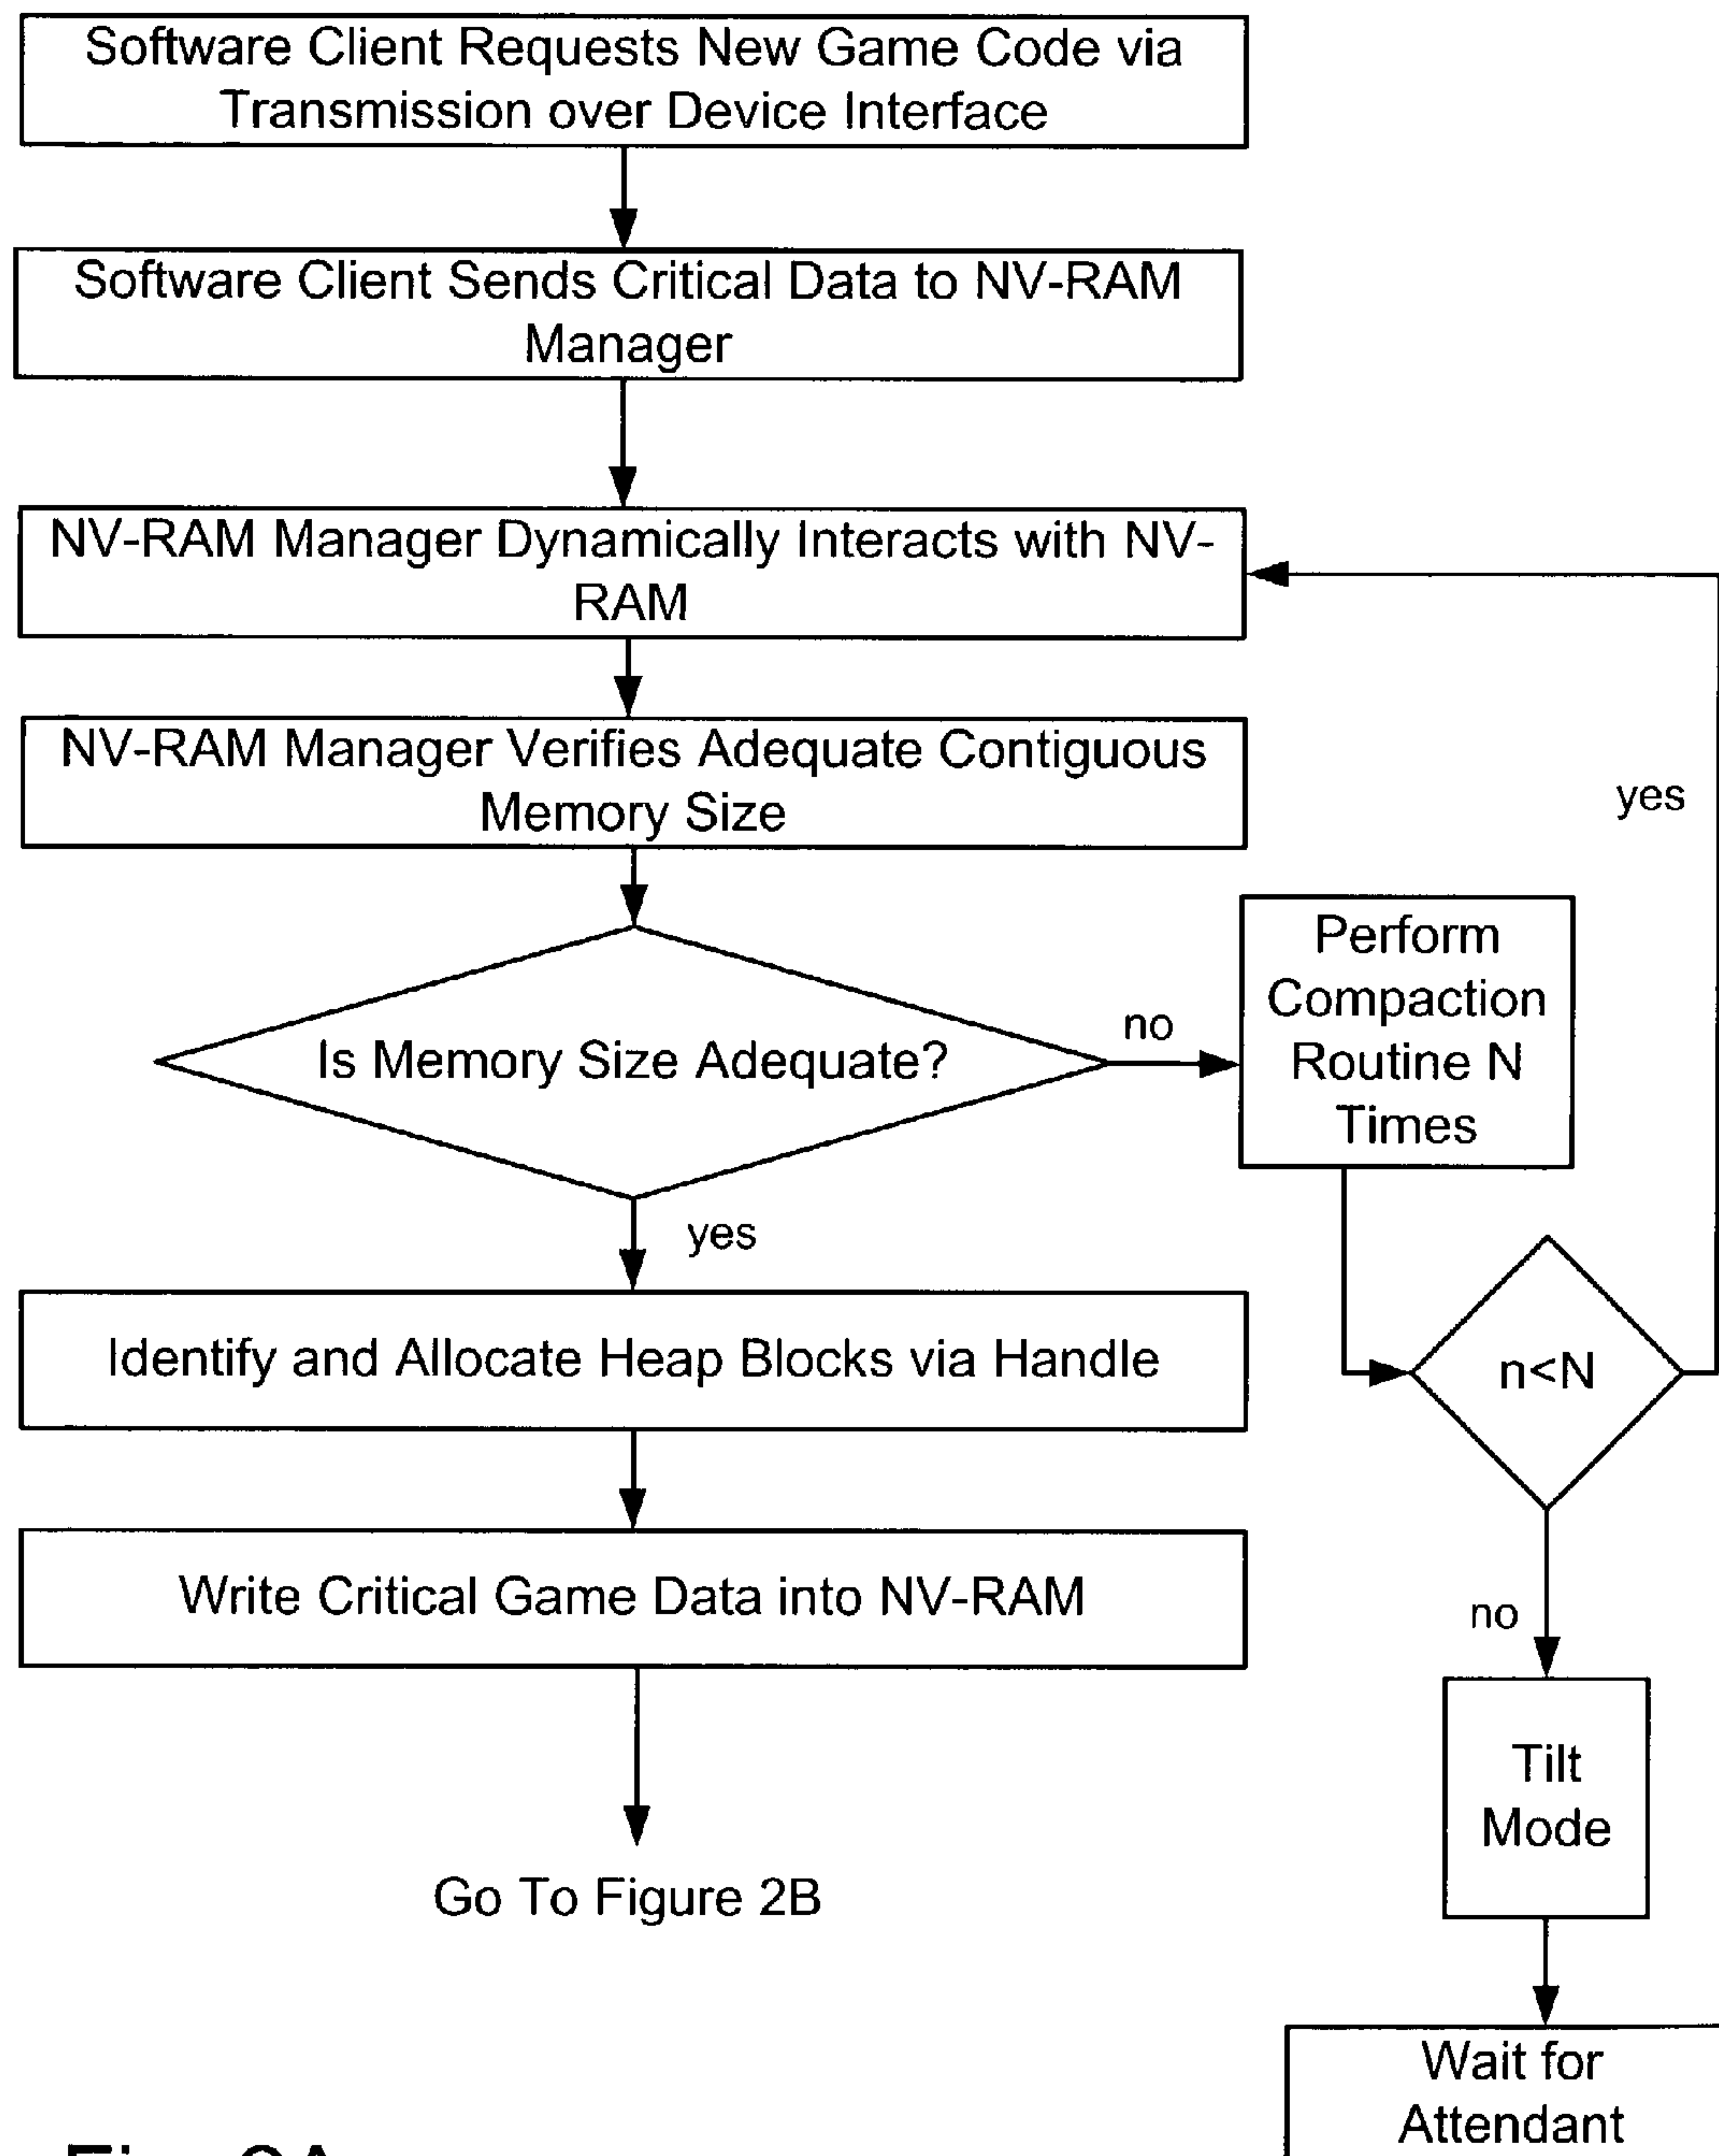 Software Client Requests New Game Code via
Transmission over Device Interface
Software Client Sends Critical Data to NV-RAM
Manager
NV-RAM Manager Dynamically Interacts with NV-
RAM
NV-RAM Manager Verifies Adequate Contiguous
Memory Size
yes
Is Memory Size Adequate?
no
Perform
Compaction
Routine N
Times
yes
Identify and Allocate Heap Blocks via Handle
n<N
Write Critical Game Data into NV-RAM
no
Tilt
Mode
Go To Figure 2B
Wait for
Attendant